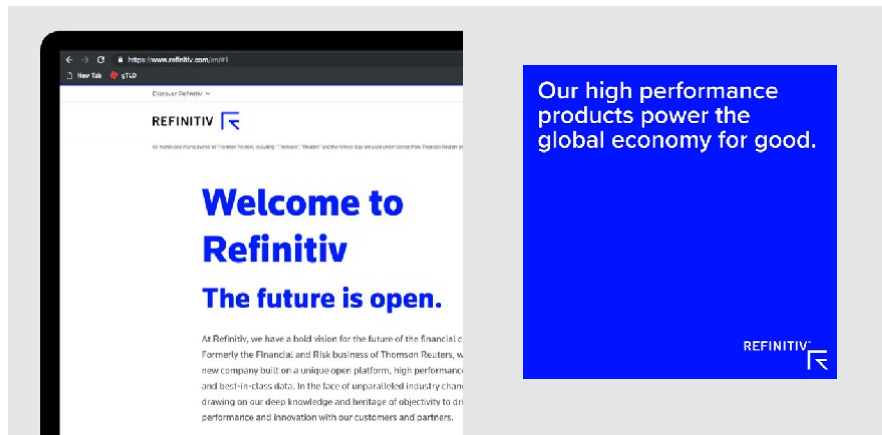 https://www.refinitiv.com/en/#1
New Tab gTLD
Discover Refinitiv
REFINITIV
Welcome to
Refinitiv
The future is open.
At Refinitiv, we have a bold vision for the future of the financial c
Formerly the Financial and Risk business of Thomson Reuters, w
new company built on a unique open platform, high performance
and best-in-class data. In the face of unparalleled industry chan
drawing on our deep knowledge and heritage of objectivity to dri
performance and innovation with our customers and partners.
Our high performance
products power the
global economy for good.
REFINITIV™